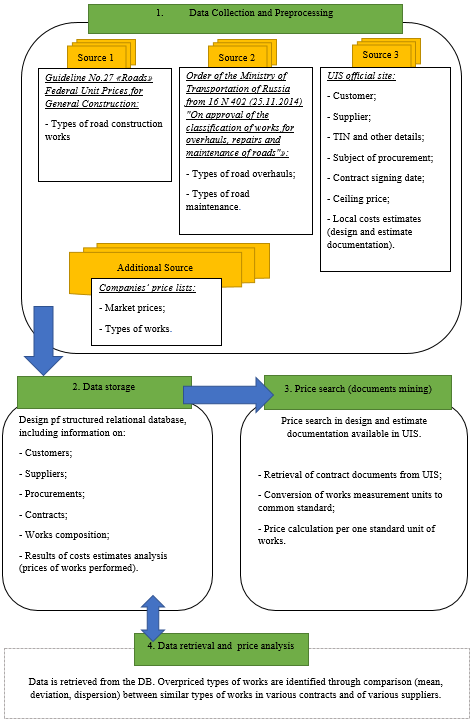 1. Data Collection and Preprocessing
Source 1
Guideline No.27 «Roads»
Federal Unit Prices for
General Construction:
- Types of road construction
works
Source 2
Order of the Ministry of
Transportation of Russia
from 16 N 402 (25.11.2014)
"On approval of the
classification of works for
overhauls, repairs and
maintenance of roads"»:
- Types of road overhauls;
- Types of road
maintenance.
Source 3
UIS official site:
- Customer;
- Supplier;
- TIN and other details;
- Subject of procurement;
- Contract signing date;
- Ceiling price;
- Local costs estimates
(design and estimate
documentation).
Additional Source
Companies' price lists:
- Market prices;
- Types of works.
2. Data storage
Design pf structured relational database,
including information on:
- Customers;
- Suppliers;
- Procurements;
- Contracts;
- Works composition;
- Results of costs estimates analysis
(prices of works performed).
3. Price search (documents mining)
Price search in design and estimate
documentation available in UIS.
- Retrieval of contract documents from UIS;
- Conversion of works measurement units to
common standard;
- Price calculation per one standard unit of
works.
4. Data retrieval and price analysis
Data is retrieved from the DB. Overpriced types of works are identified through comparison (mean,
deviation, dispersion) between similar types of works in various contracts and of various suppliers.